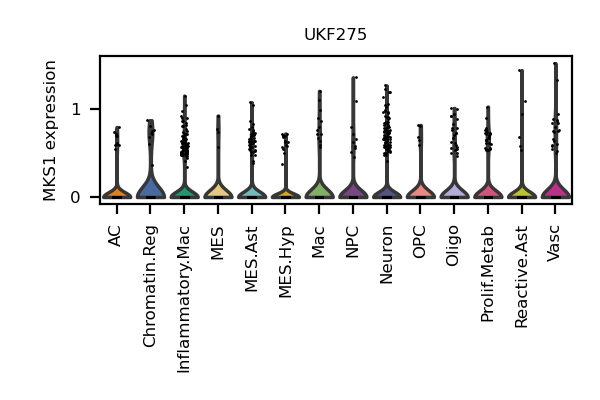 UKF275
MKS1 expression
1
0
AC
Chromatin.Reg
Inflammatory.Mac
MES
MES.Ast
MES.Hyp
Mac
NPC
Neuron
OPC
Oligo
Prolif.Metab
Reactive.Ast
Vasc